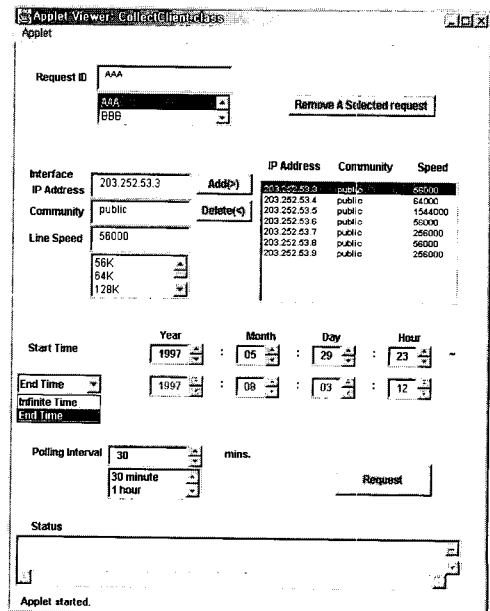 Applet Viewer: CollectClient.class
Applet
Request ID AAA
AAA
BBB
Remove A Selected request
Interface
IP Address 203.252.53.3 Add(>)
Community public Delete(<)
Line Speed 56000
56K
64K
128K
IP Address Community Speed
203.252.53.3 public 56000
203.252.53.4 public 64000
203.252.53.5 public 1544000
203.252.53.6 public 56000
203.252.53.7 public 256000
203.252.53.8 public 56000
203.252.53.9 public 256000
Year Month Day Hour
Start Time 1997 : 05 : 29 : 23 ~
End Time 1997 : 08 : 03 : 12
Infinite Time
End Time
Polling Interval 30 mins.
30 minute
1 hour
Request
Status
Applet started.